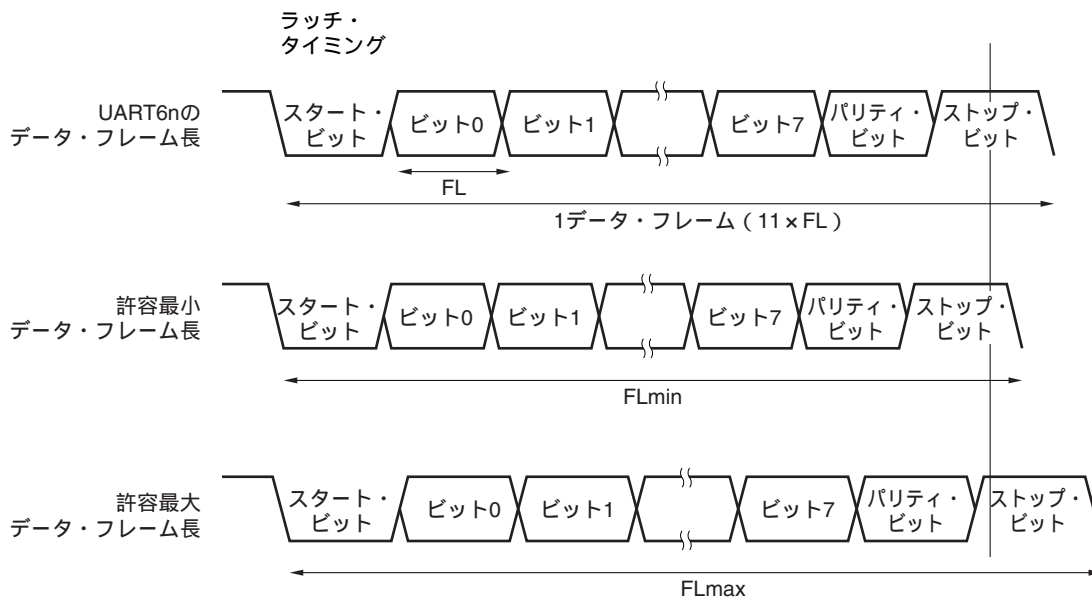 ラッチ・
タイミング
UART6nの
データ・フレーム長
スタート・
ビット
ビット0
ビット1
ビット7
パリティ・
ビット
ストップ・
ビット
FL
1データ・フレーム(11×FL)
許容最小
データ・フレーム長
スタート・
ビット
ビット0
ビット1
ビット7
パリティ・
ビット
ストップ・
ビット
FLmin
許容最大
データ・フレーム長
スタート・
ビット
ビット0
ビット1
ビット7
パリティ・
ビット
ストップ・
ビット
FLmax